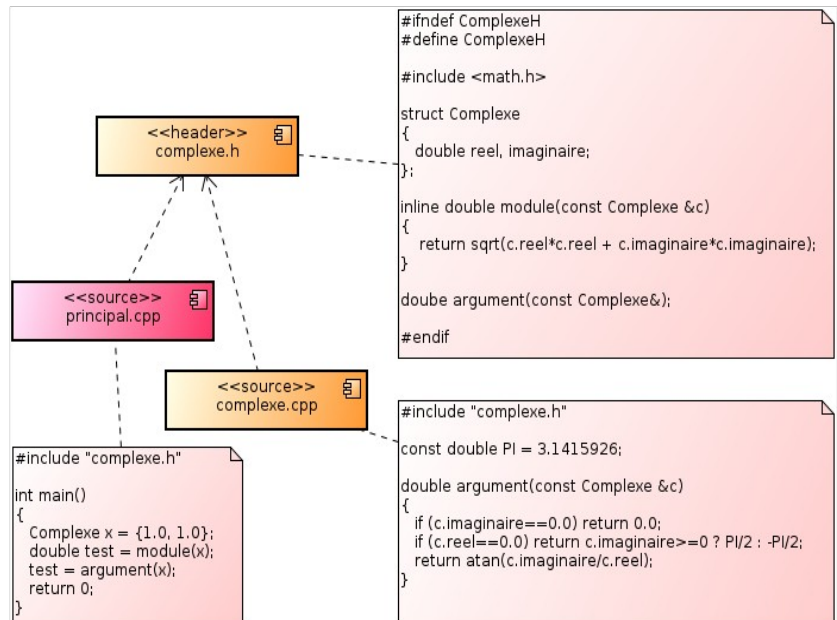 #ifndef ComplexeH
#define ComplexeH
#include <math.h>
struct Complexe
{
double reel, imaginaire;
};
inline double module(const Complexe &c)
{
return sqrt(c.reel*c.reel + c.imaginaire*c.imaginaire);
}
doube argument(const Complexe&);
#endif
<<header>>
complexe.h
<<source>>
principal.cpp
<<source>>
complexe.cpp
#include "complexe.h"
int main()
{
Complexe x = {1.0, 1.0};
double test = module(x);
test = argument(x);
return 0;
}
#include "complexe.h"
const double PI = 3.1415926;
double argument(const Complexe &c)
{
if (c.imaginaire==0.0) return 0.0;
if (c.reel==0.0) return c.imaginaire>=0 ? PI/2 : -PI/2;
return atan(c.imaginaire/c.reel);
}